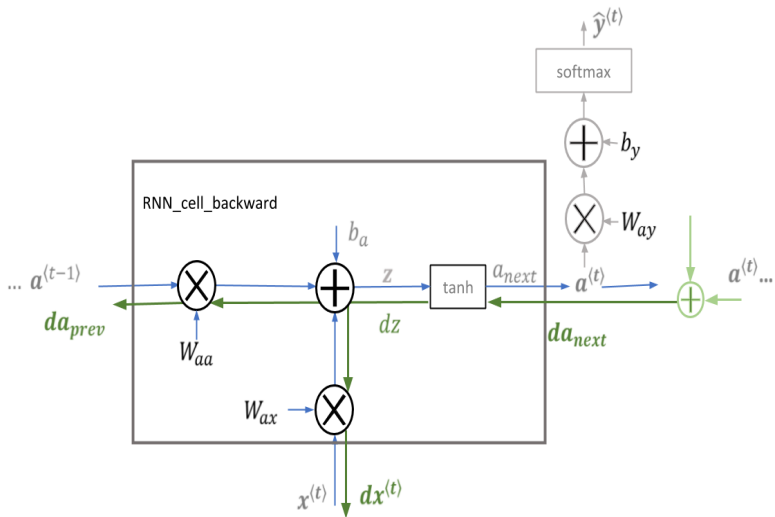 ŷ⟨t⟩
softmax
+ b_y
× W_ay
RNN_cell_backward
b_a
... a⟨t−1⟩ × + z tanh a_next a⟨t⟩ + a⟨t⟩...
da_prev dz da_next
W_aa
W_ax ×
x⟨t⟩ dx⟨t⟩